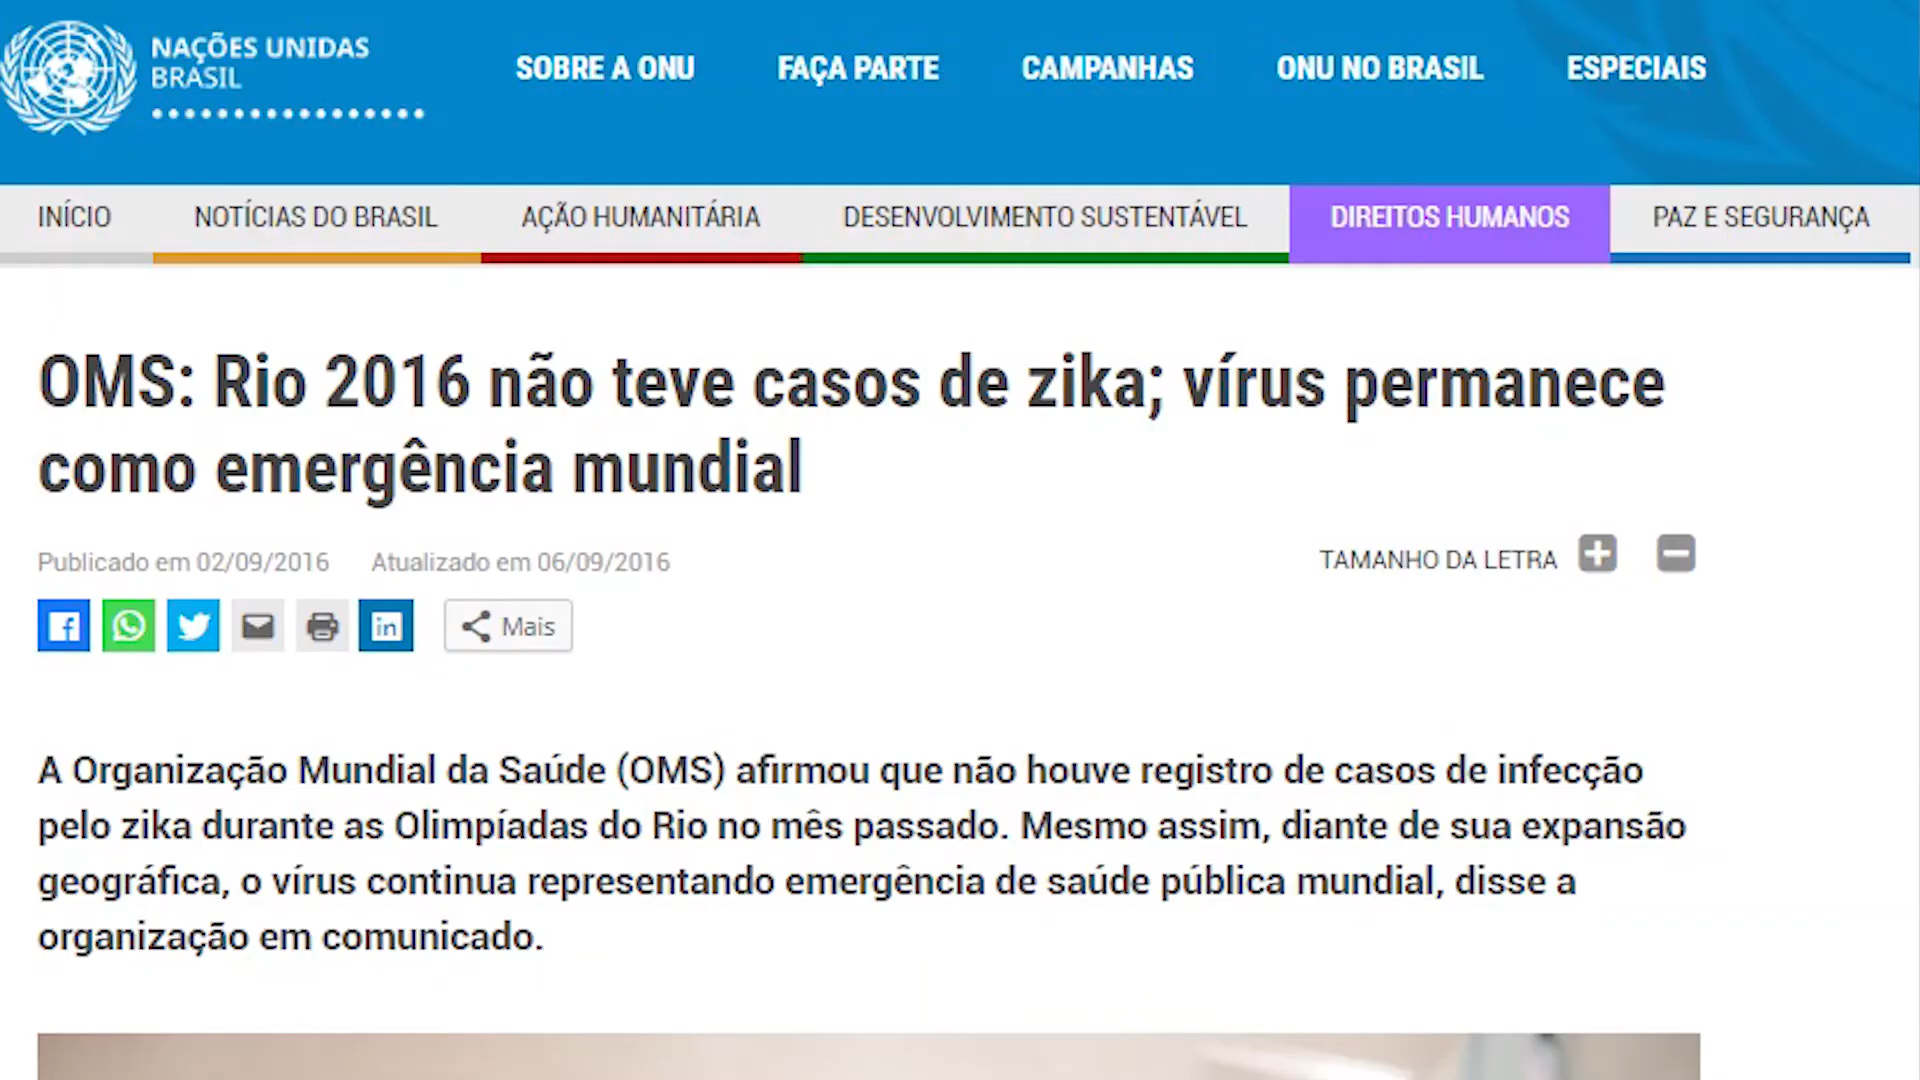 NAÇÕES UNIDAS
BRASIL
SOBRE A ONU
FAÇA PARTE
CAMPANHAS
ONU NO BRASIL
ESPECIAIS
INÍCIO
NOTÍCIAS DO BRASIL
AÇÃO HUMANITÁRIA
DESENVOLVIMENTO SUSTENTÁVEL
DIREITOS HUMANOS
PAZ E SEGURANÇA
OMS: Rio 2016 não teve casos de zika; vírus permanece
como emergência mundial
Publicado em 02/09/2016 Atualizado em 06/09/2016
TAMANHO DA LETRA
Mais
A Organização Mundial da Saúde (OMS) afirmou que não houve registro de casos de infecção
pelo zika durante as Olimpíadas do Rio no mês passado. Mesmo assim, diante de sua expansão
geográfica, o vírus continua representando emergência de saúde pública mundial, disse a
organização em comunicado.